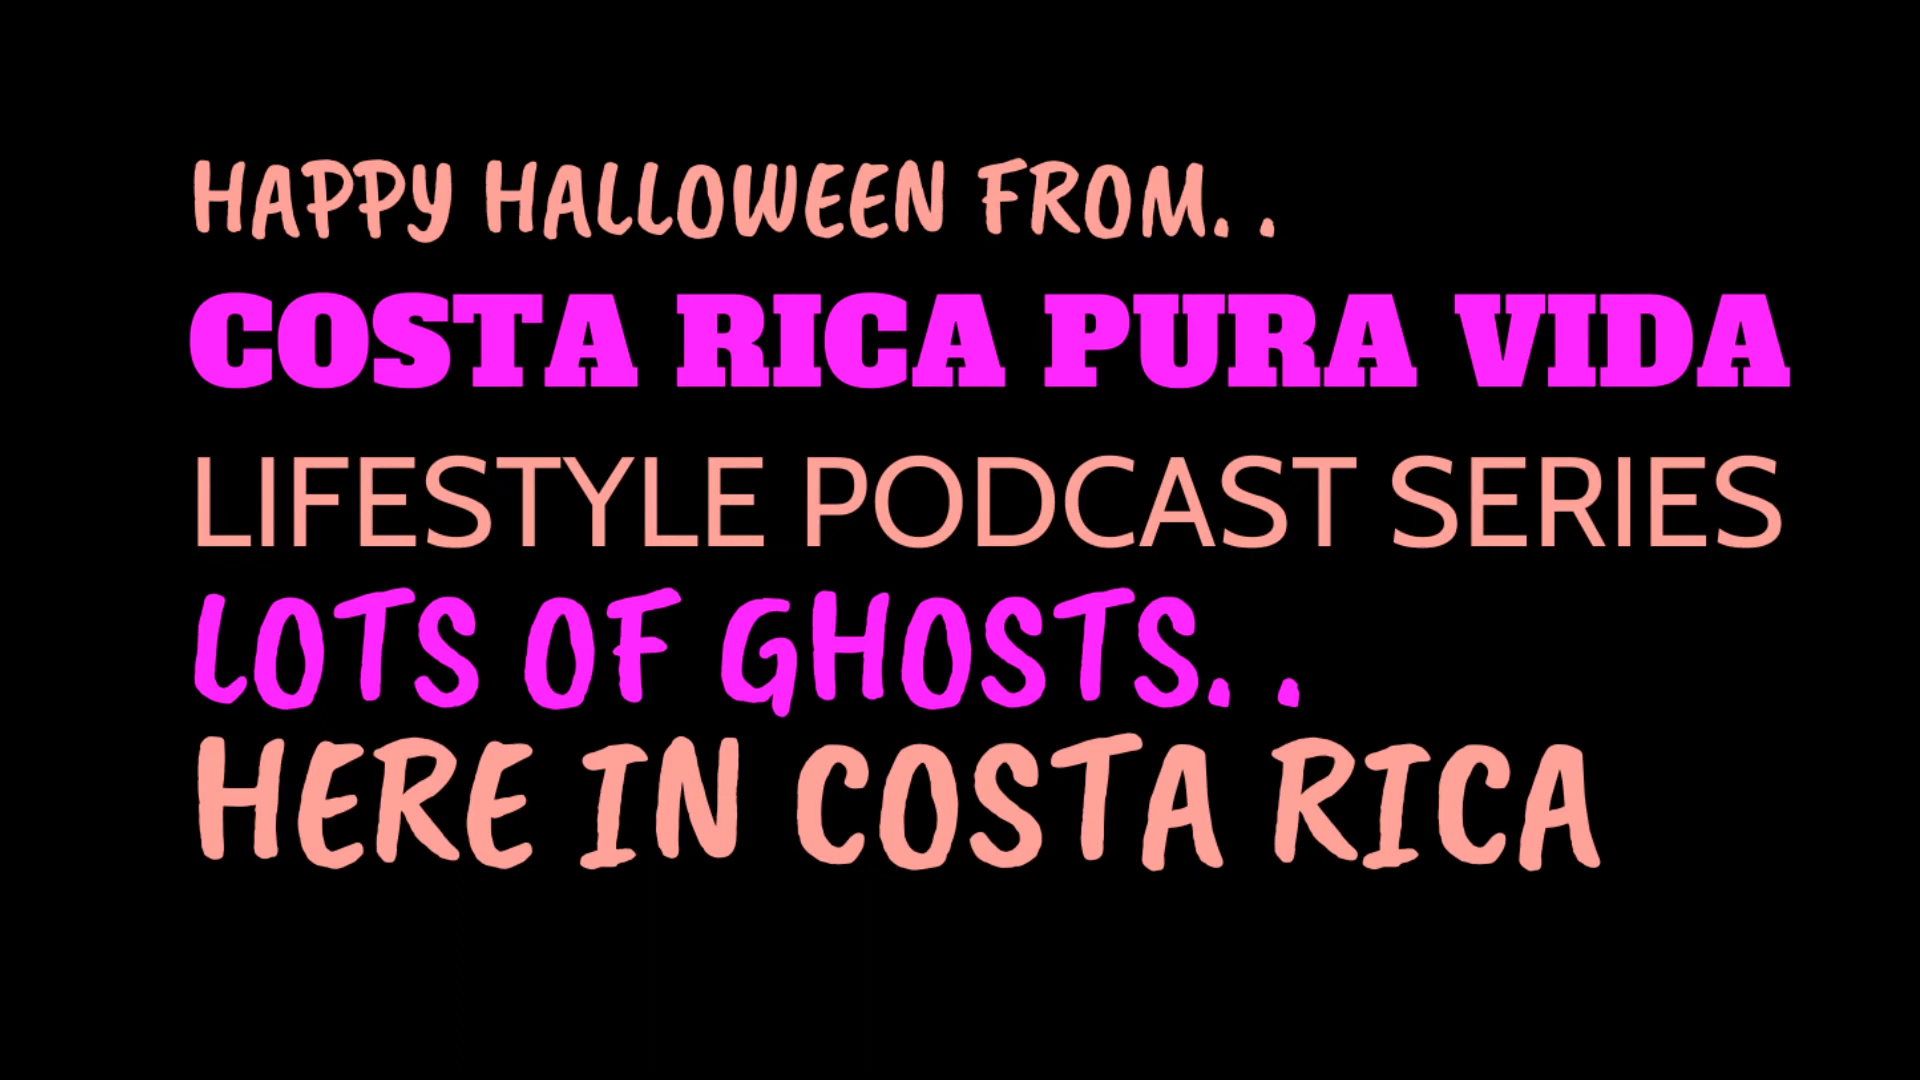 HAPPY HALLOWEEN FROM. .
COSTA RICA PURA VIDA
LIFESTYLE PODCAST SERIES
LOTS OF GHOSTS. .
HERE IN COSTA RICA